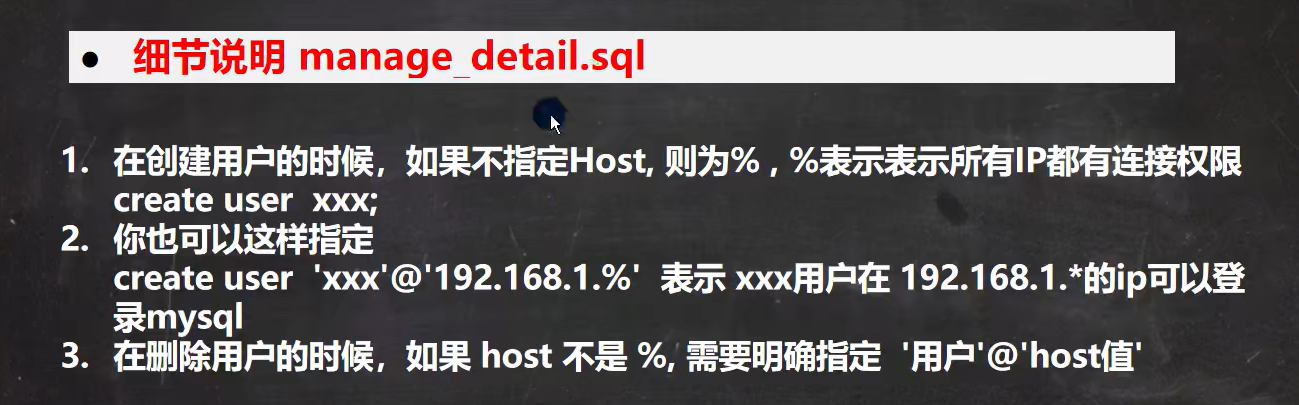 ● 细节说明 manage_detail.sql
1. 在创建用户的时候，如果不指定Host, 则为% , %表示表示所有IP都有连接权限
create user  xxx;
2. 你也可以这样指定
create user  'xxx'@'192.168.1.%'  表示 xxx用户在 192.168.1.*的ip可以登
录mysql
3. 在删除用户的时候，如果 host 不是 %, 需要明确指定  '用户'@'host值'